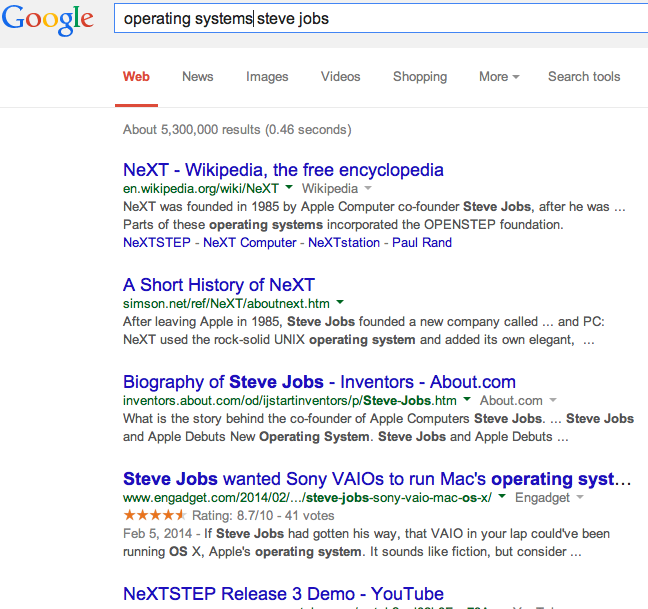 Google
operating systems steve jobs
Web News Images Videos Shopping More Search tools
About 5,300,000 results (0.46 seconds)
NeXT - Wikipedia, the free encyclopedia
en.wikipedia.org/wiki/NeXT Wikipedia
NeXT was founded in 1985 by Apple Computer co-founder Steve Jobs, after he was ...
Parts of these operating systems incorporated the OPENSTEP foundation.
NeXTSTEP - NeXT Computer - NeXTstation - Paul Rand
A Short History of NeXT
simson.net/ref/NeXT/aboutnext.htm
After leaving Apple in 1985, Steve Jobs founded a new company called ... and PC:
NeXT used the rock-solid UNIX operating system and added its own elegant, ...
Biography of Steve Jobs - Inventors - About.com
inventors.about.com/od/ijstartinventors/p/Steve-Jobs.htm About.com
What is the story behind the co-founder of Apple Computers Steve Jobs. ... Steve Jobs
and Apple Debuts New Operating System. Steve Jobs and Apple Debuts ...
Steve Jobs wanted Sony VAIOs to run Mac's operating syst...
www.engadget.com/2014/02/.../steve-jobs-sony-vaio-mac-os-x/ Engadget
Rating: 8.7/10 - 41 votes
Feb 5, 2014 - If Steve Jobs had gotten his way, that VAIO in your lap could've been
running OS X, Apple's operating system. It sounds like fiction, but consider ...
NeXTSTEP Release 3 Demo - YouTube